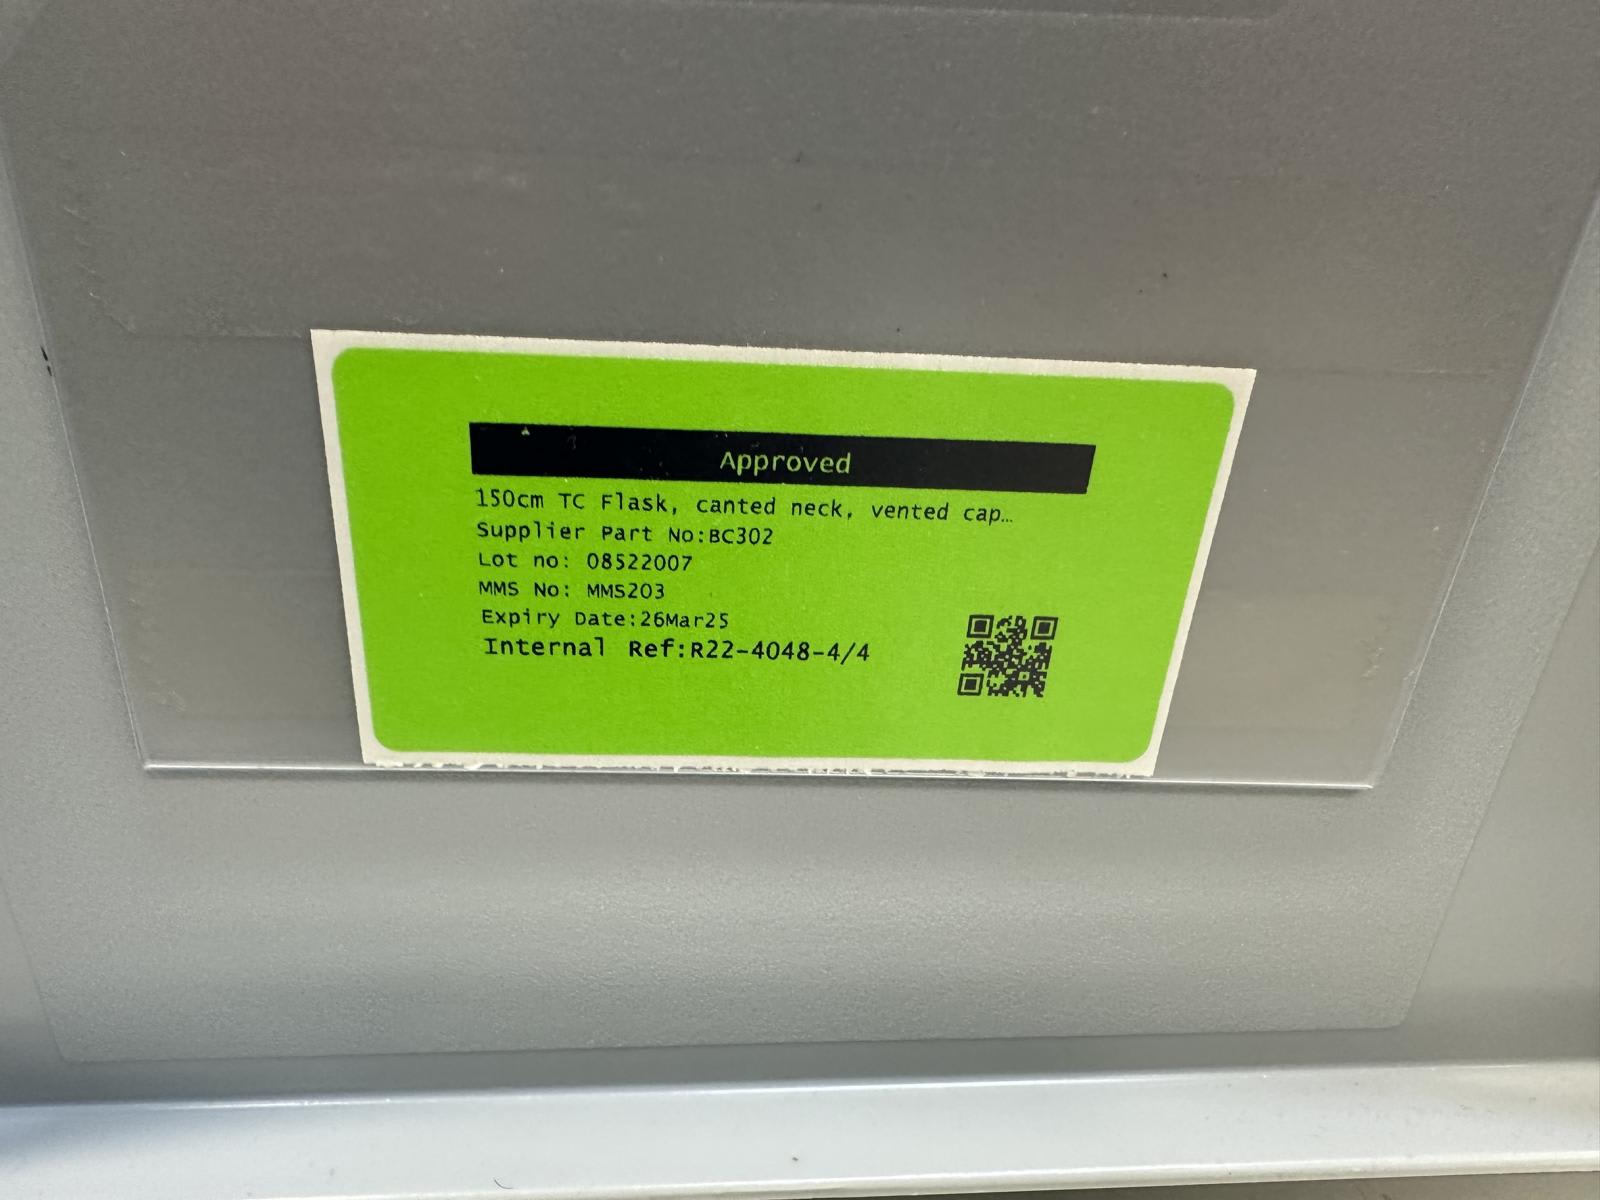 Approved
150cm TC Flask, canted neck, vented cap…
Supplier Part No:BC302
Lot no: 08522007
MMS No: MMS203
Expiry Date:26Mar25
Internal Ref:R22-4048-4/4